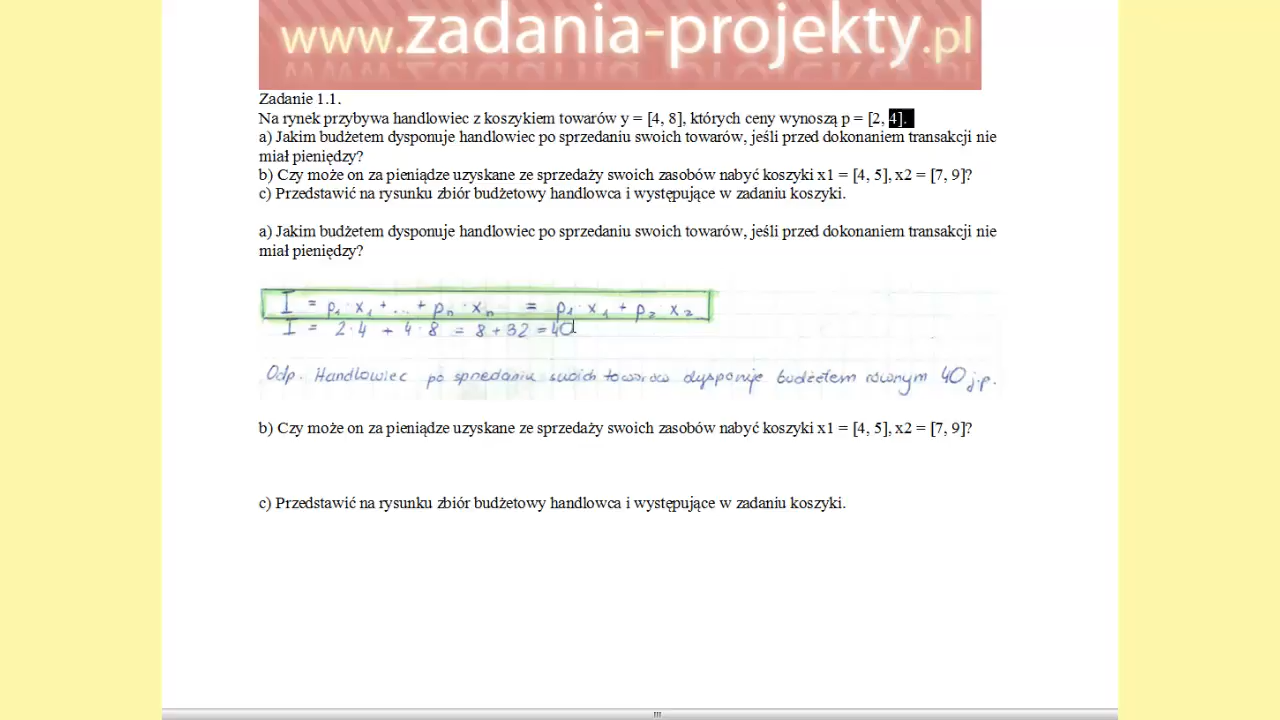 www.zadania-projekty.pl
Zadanie 1.1.
Na rynek przybywa handlowiec z koszykiem towarów y = [4, 8], których ceny wynoszą p = [2, 4].
a) Jakim budżetem dysponuje handlowiec po sprzedaniu swoich towarów, jeśli przed dokonaniem transakcji nie
miał pieniędzy?
b) Czy może on za pieniądze uzyskane ze sprzedaży swoich zasobów nabyć koszyki x1 = [4, 5], x2 = [7, 9]?
c) Przedstawić na rysunku zbiór budżetowy handlowca i występujące w zadaniu koszyki.
a) Jakim budżetem dysponuje handlowiec po sprzedaniu swoich towarów, jeśli przed dokonaniem transakcji nie
miał pieniędzy?
I = p₁ · x₁ + ... + pₙ · xₙ = p₁ · x₁ + p₂ · x₂
I = 2·4 + 4·8 = 8+32 = 40
Odp. Handlowiec po sprzedaniu swoich towarów dysponuje budżetem równym 40 j.p.
b) Czy może on za pieniądze uzyskane ze sprzedaży swoich zasobów nabyć koszyki x1 = [4, 5], x2 = [7, 9]?
c) Przedstawić na rysunku zbiór budżetowy handlowca i występujące w zadaniu koszyki.